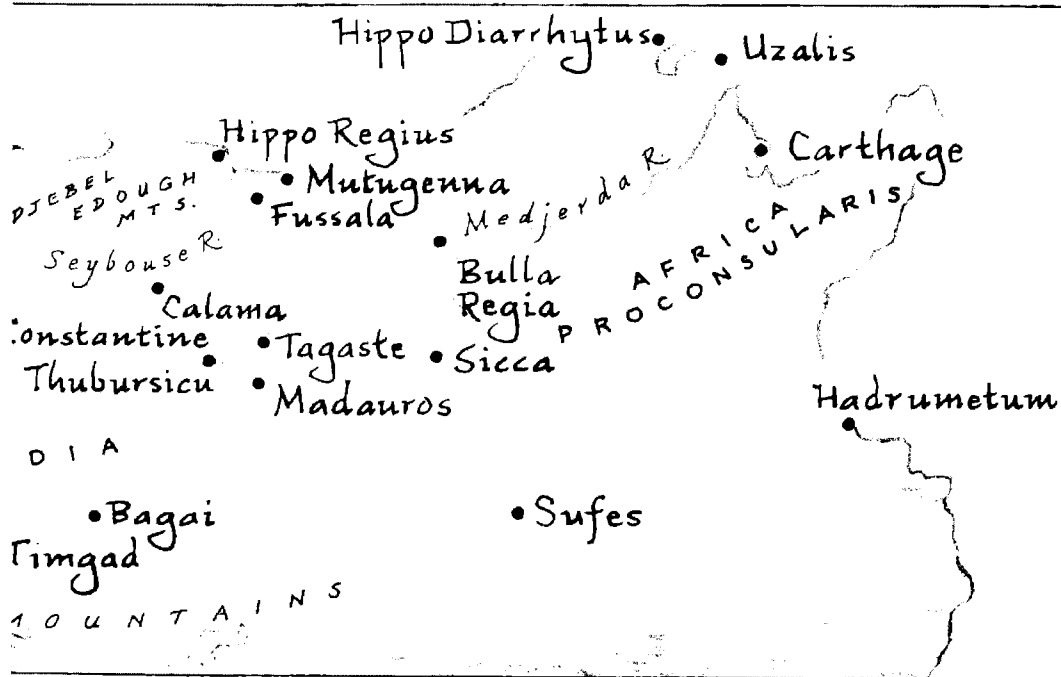 Hippo Diarrhytus
Uzalis
Hippo Regius
Carthage
Mutugenna
DJEBEL
EDOUGH
MTS.
Fussala
Medjerda R.
Seybouse R.
AFRICA
PROCONSULARIS
Bulla
Regia
Calama
onstantine
Tagaste
Sicca
Thubursicu
Madauros
Hadrumetum
DIA
Bagai
Sufes
Timgad
OUNTAINS